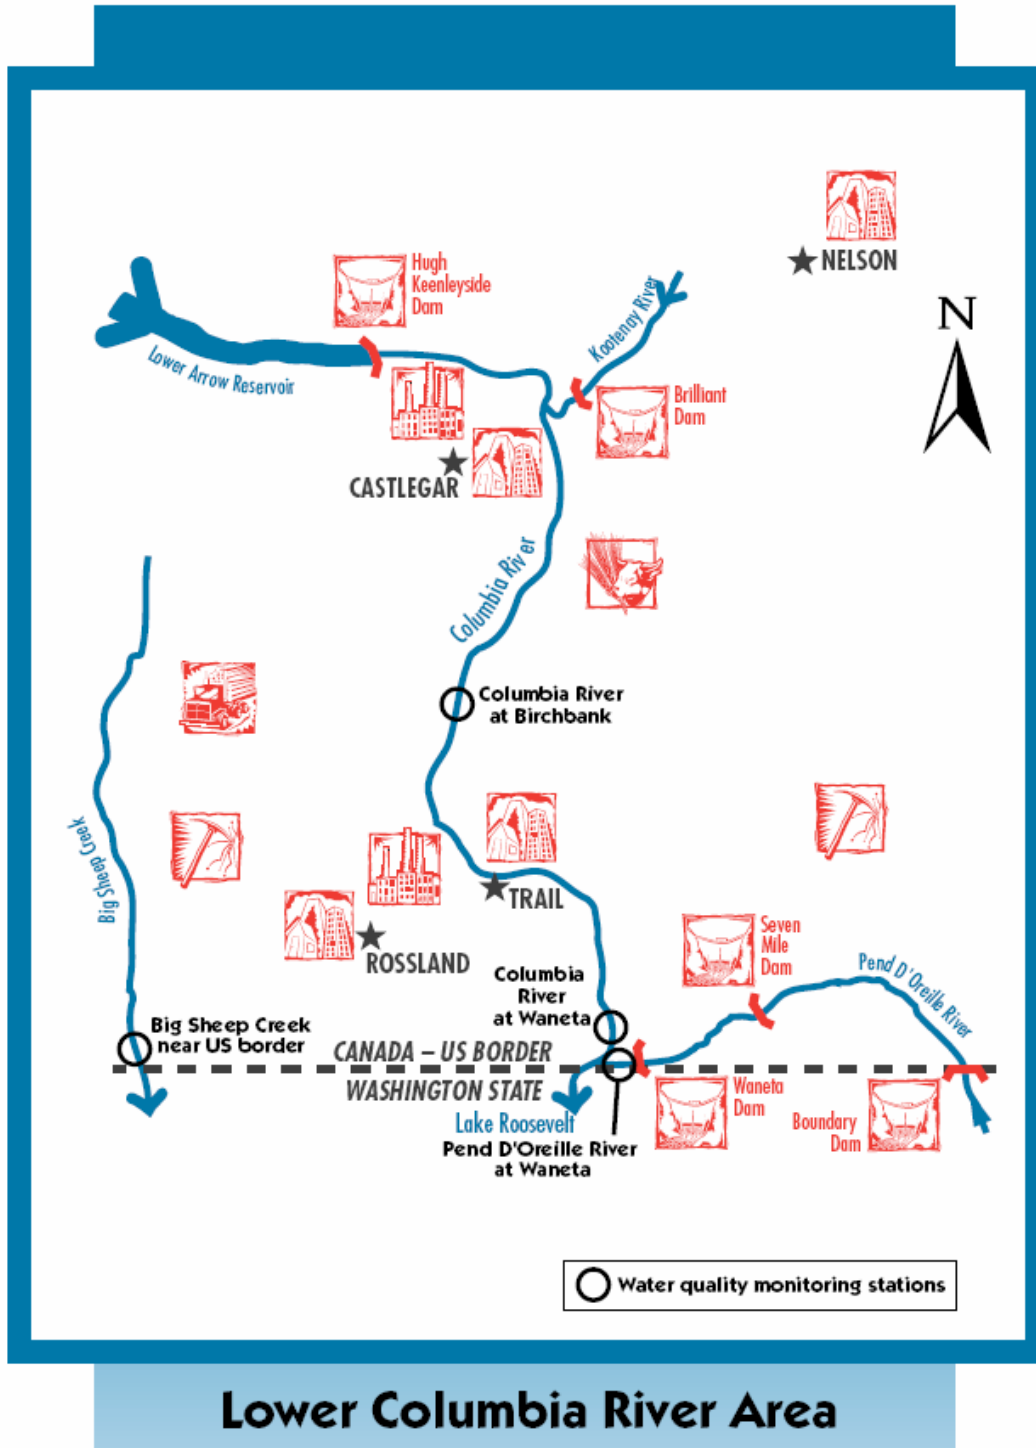 NELSON
Hugh
Keenleyside
Dam
N
Kootenay River
Lower Arrow Reservoir
Brilliant
Dam
CASTLEGAR
Columbia River
Columbia River
at Birchbank
Big Sheep Creek
TRAIL
ROSSLAND
Seven
Mile
Dam
Pend D'Oreille River
Columbia
River
at Waneta
Big Sheep Creek
near US border
CANADA – US BORDER
WASHINGTON STATE
Waneta
Dam
Boundary
Dam
Lake Roosevelt
Pend D'Oreille River
at Waneta
Water quality monitoring stations
Lower Columbia River Area